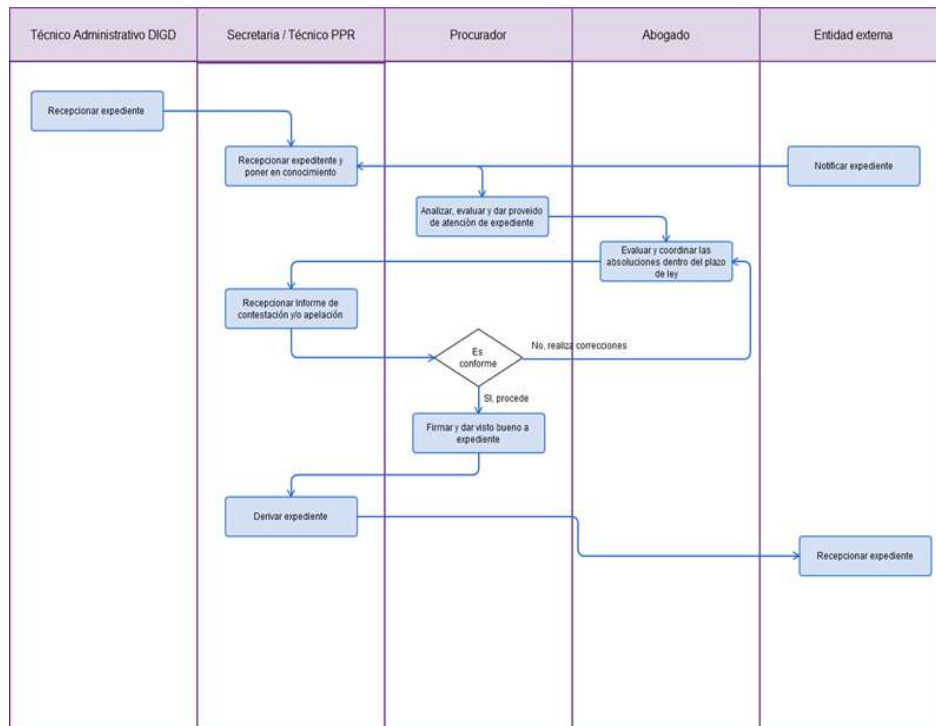 Técnico Administrativo DIGD
Secretaria / Técnico PPR
Procurador
Abogado
Entidad externa
Recepcionar expediente
Recepcionar expeditente y
poner en conocimiento
Notificar expediente
Analizar, evaluar y dar proveido
de atenciòn de expediente
Evaluar y coordinar las
absoluciones dentro del plazo
de ley
Recepcionar Informe de
contestación y/o apelación
Es
conforme
No, realiza correcciones
SI, procede
Firmar y dar visto bueno a
expediente
Derivar expediente
Recepcionar expediente